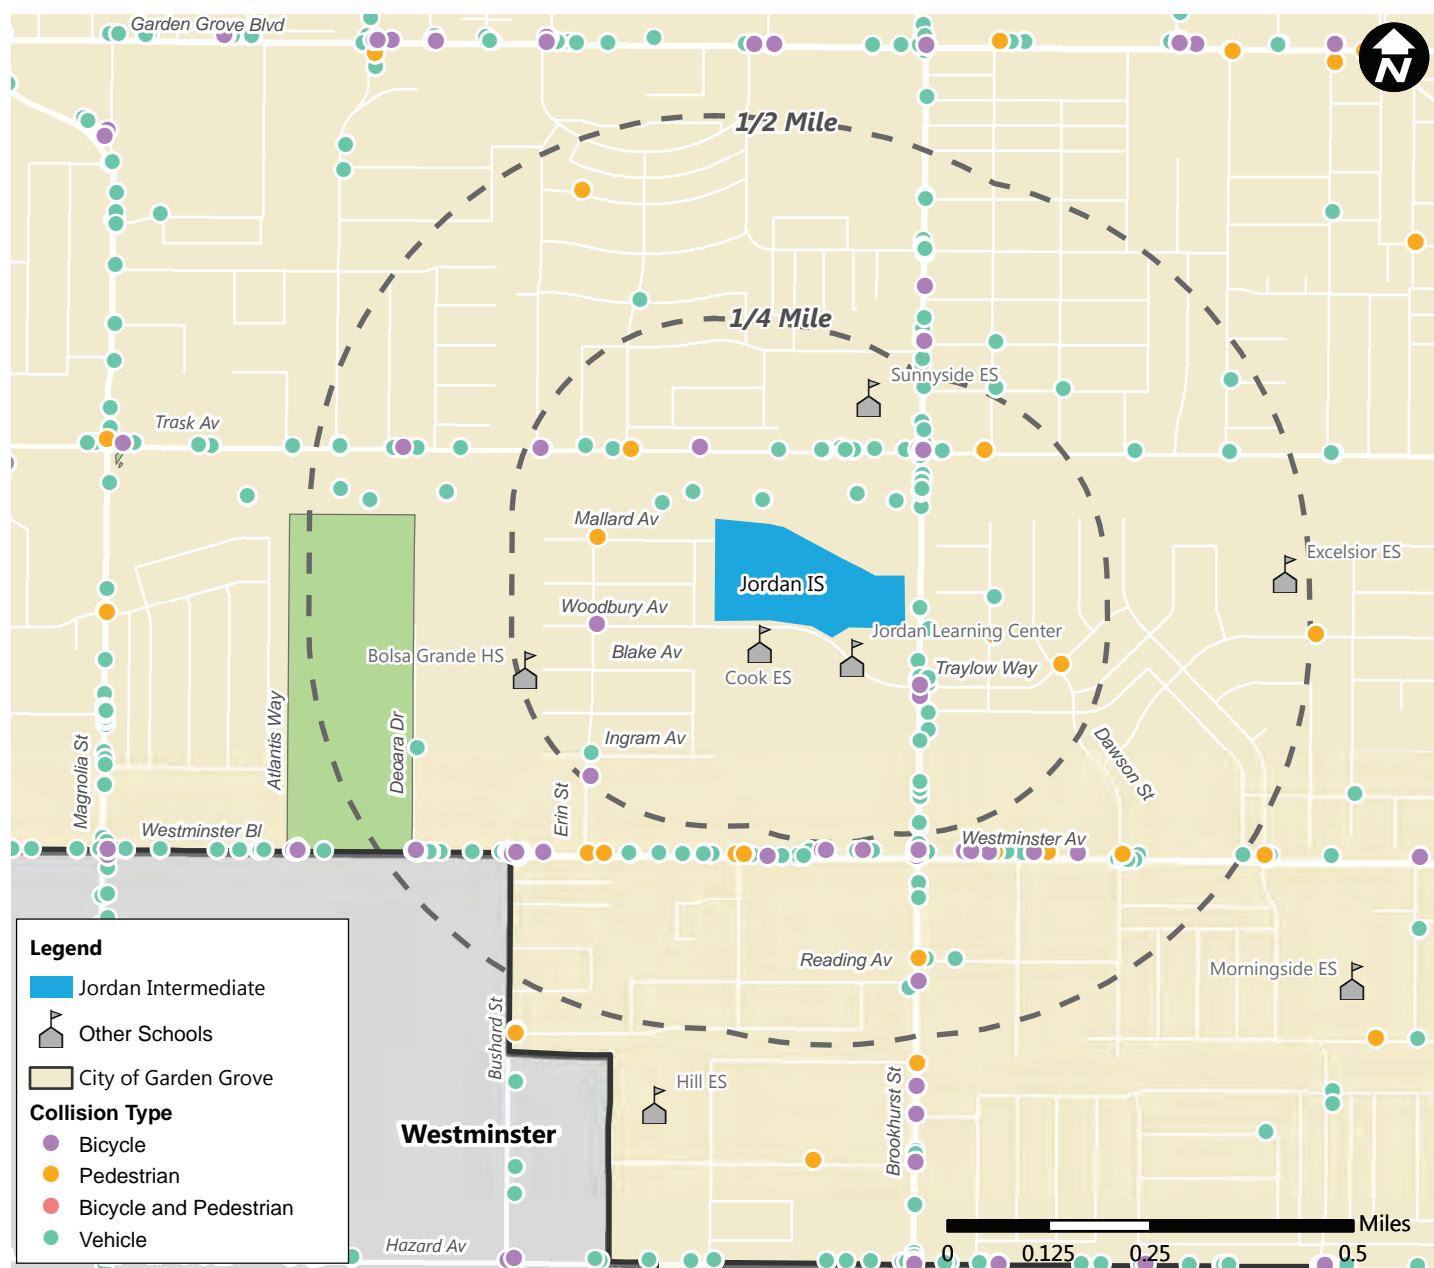 Garden Grove Blvd
N
1/2 Mile
1/4 Mile
Sunnyside ES
Trask Av
Mallard Av
Excelsior ES
Jordan IS
Woodbury Av
Jordan Learning Center
Blake Av
Bolsa Grande HS
Cook ES
Traylow Way
Atlantis Way
Deoara Dr
Magnolia St
Ingram Av
Dawson St
Erin St
Westminster Bl
Westminster Av
Reading Av
Morningside ES
Bushard St
Hill ES
Brookhurst St
Westminster
Hazard Av
Legend
Jordan Intermediate
Other Schools
City of Garden Grove
Collision Type
Bicycle
Pedestrian
Bicycle and Pedestrian
Vehicle
Miles
0 0.125 0.25 0.5